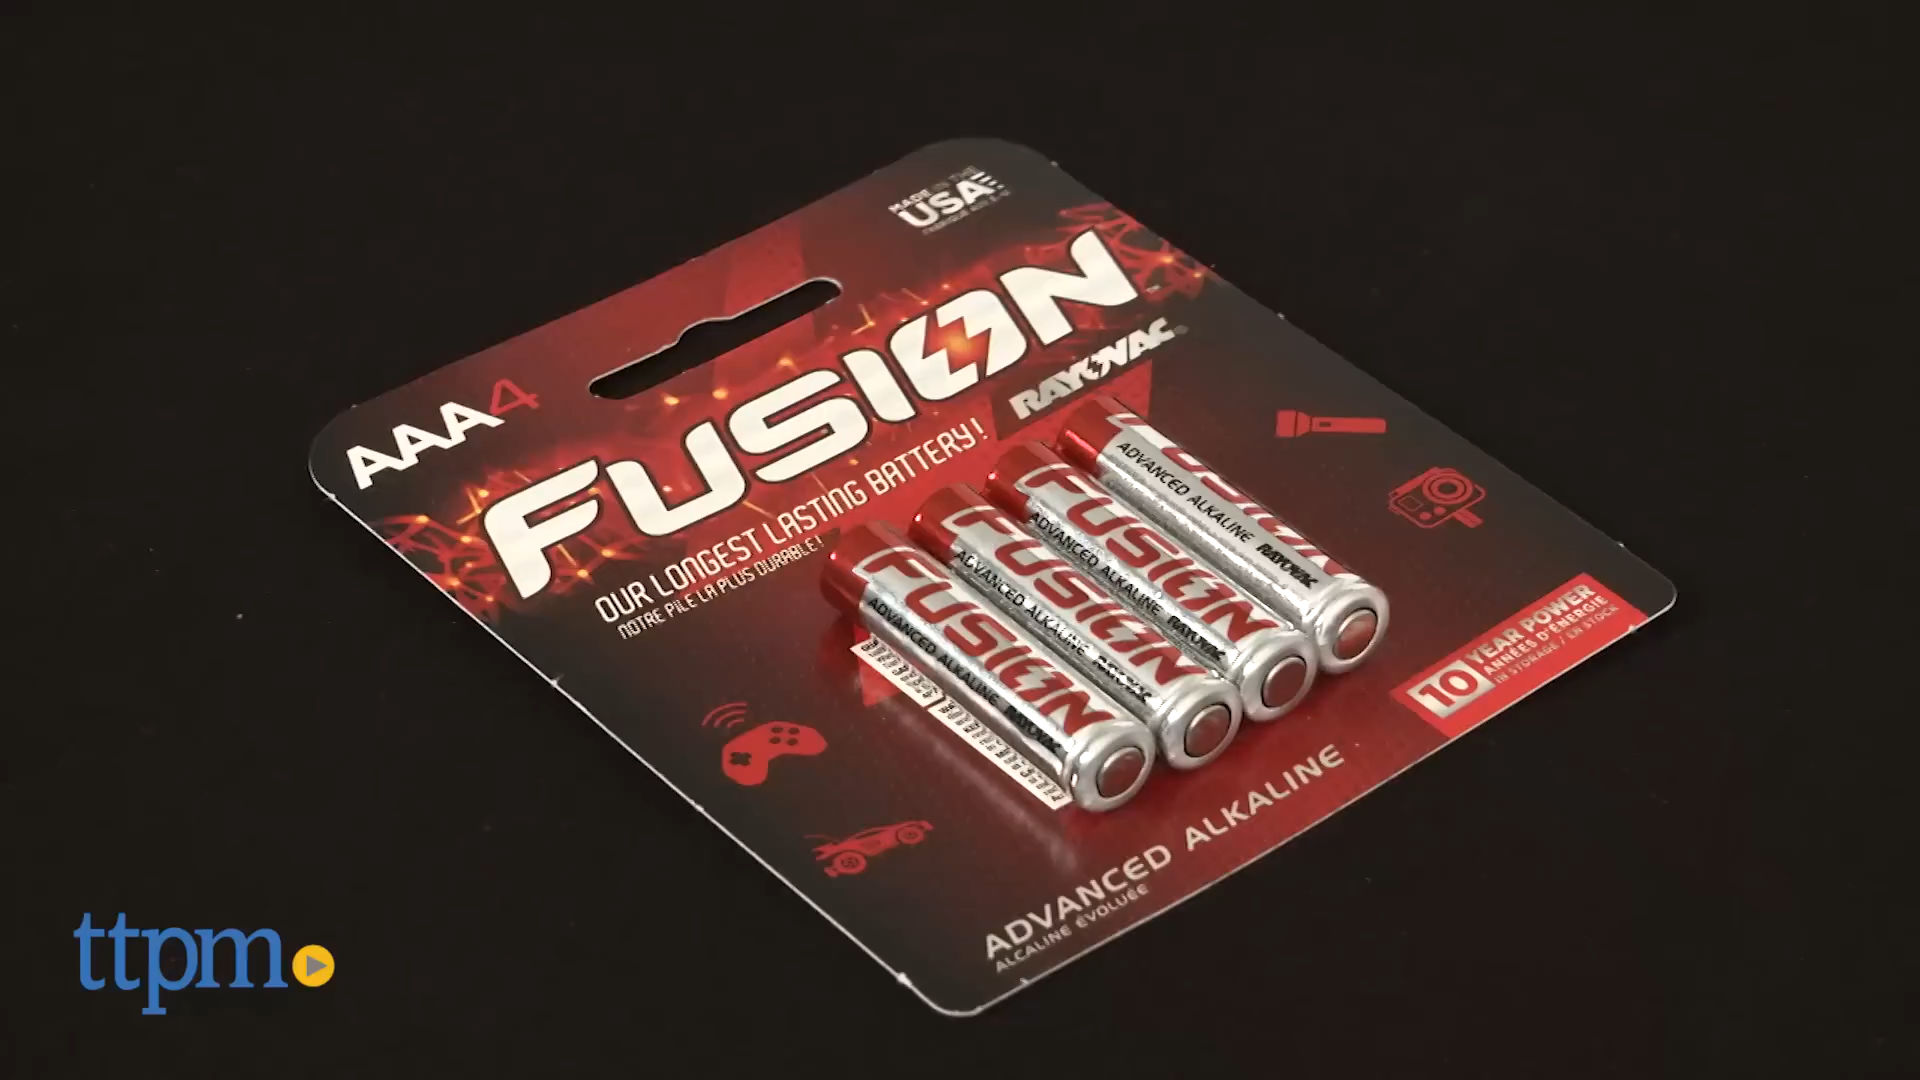 MADE IN THE
USA
AAA4
FUSION™
RAYOVAC®
OUR LONGEST LASTING BATTERY!
NOTRE PILE LA PLUS DURABLE!
FUSION
ADVANCED ALKALINE RAYOVAC
FUSION
ADVANCED ALKALINE RAYOVAC
FUSION
ADVANCED ALKALINE RAYOVAC
FUSION
ADVANCED ALKALINE RAYOVAC
10 YEAR POWER
ANNÉES D'ÉNERGIE
IN STORAGE / EN STOCK
ADVANCED ALKALINE
ALCALINE ÉVOLUÉE
ttpm